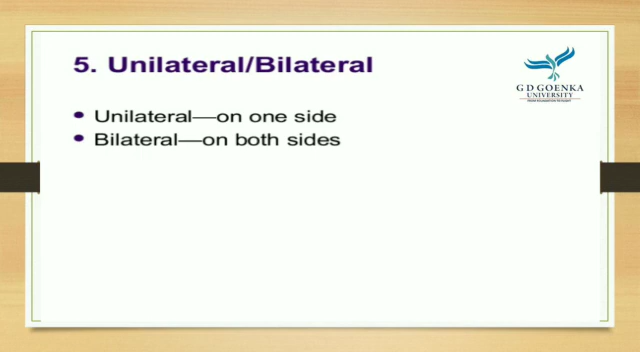 5. Unilateral/Bilateral
G D GOENKA
UNIVERSITY
• Unilateral—on one side
• Bilateral—on both sides